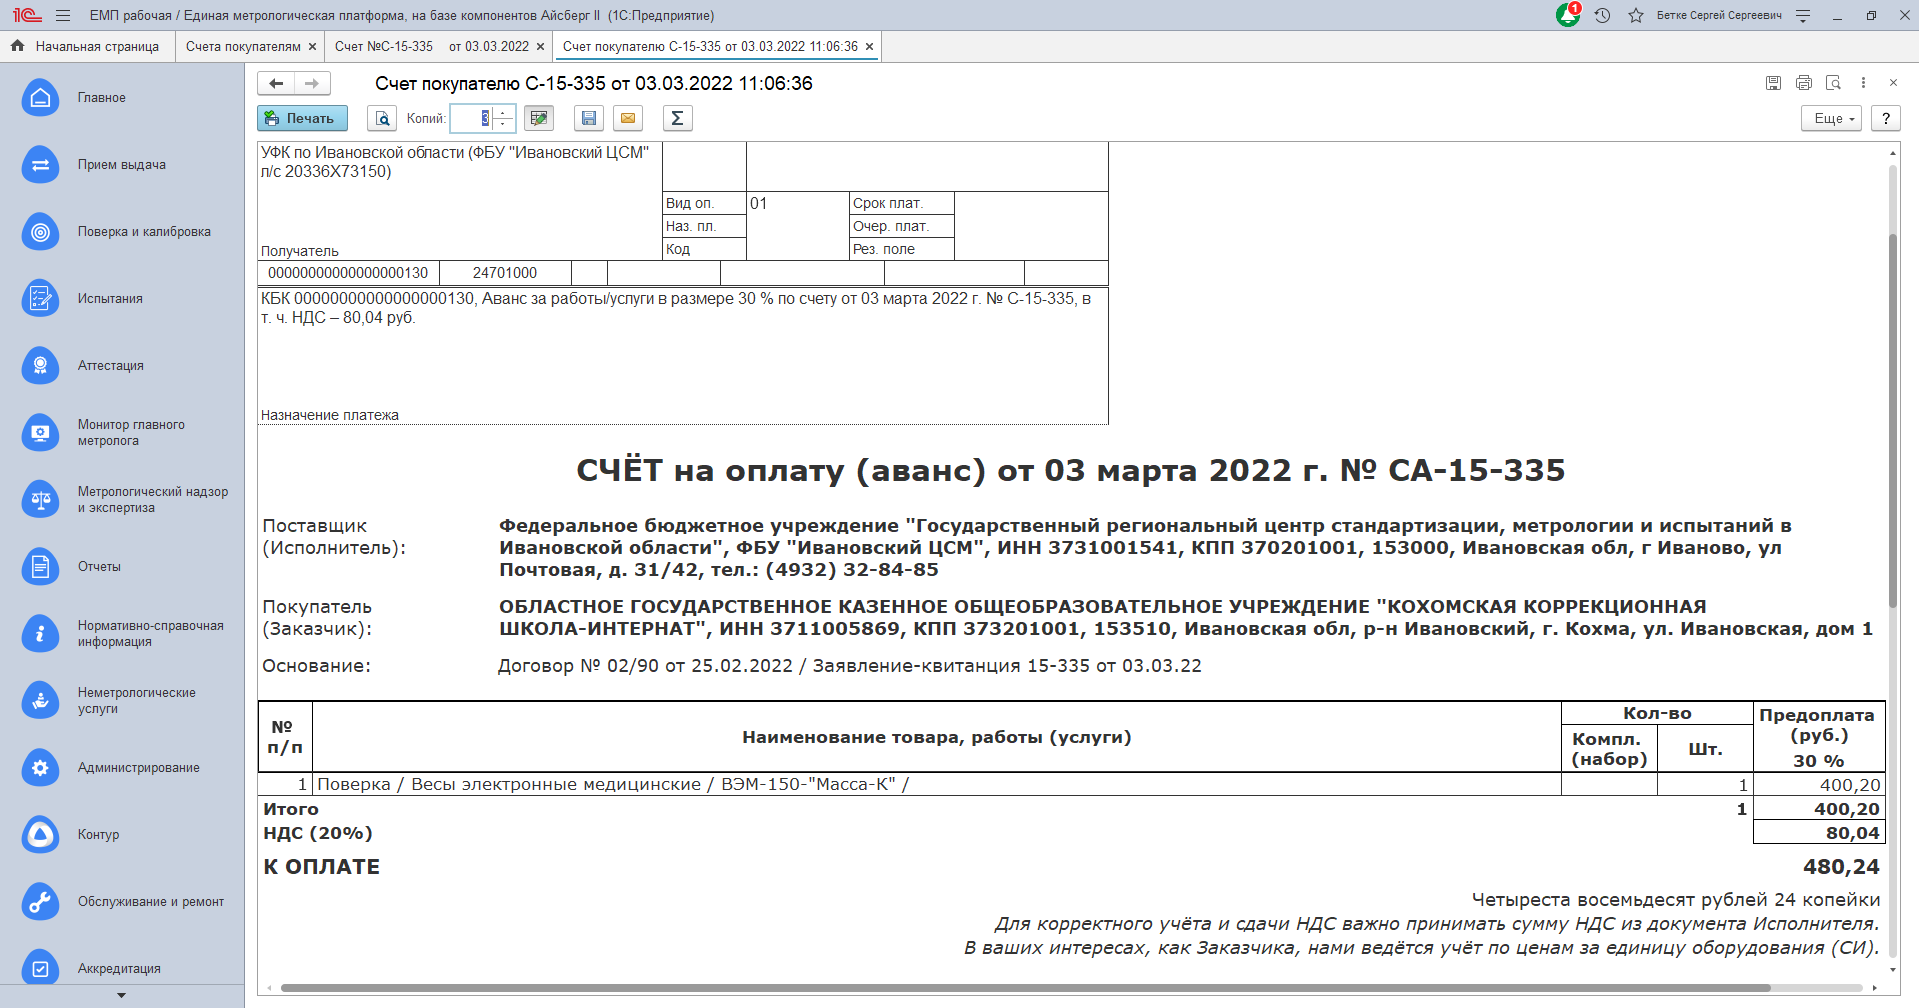 ЕМП рабочая / Единая метрологическая платформа, на базе компонентов Айсберг II (1С:Предприятие)
1
Бетке Сергей Сергеевич
Начальная страница
Счета покупателям
Счет №С-15-335 от 03.03.2022
Счет покупателю С-15-335 от 03.03.2022 11:06:36
Главное
Прием выдача
Поверка и калибровка
Испытания
Аттестация
Монитор главного
метролога
Метрологический надзор
и экспертиза
Отчеты
Нормативно-справочная
информация
Неметрологические
услуги
Администрирование
Контур
Обслуживание и ремонт
Аккредитация
Счет покупателю С-15-335 от 03.03.2022 11:06:36
Печать
Копий:
3
Σ
Еще
?
УФК по Ивановской области (ФБУ "Ивановский ЦСМ"
л/с 20336Х73150)
Вид оп.
01
Срок плат.
Наз. пл.
Очер. плат.
Получатель
Код
Рез. поле
00000000000000000130
24701000
КБК 00000000000000000130, Аванс за работы/услуги в размере 30 % по счету от 03 марта 2022 г. № С-15-335, в
т. ч. НДС – 80,04 руб.
Назначение платежа
СЧЁТ на оплату (аванс) от 03 марта 2022 г. № СА-15-335
Поставщик
(Исполнитель):
Федеральное бюджетное учреждение "Государственный региональный центр стандартизации, метрологии и испытаний в
Ивановской области", ФБУ "Ивановский ЦСМ", ИНН 3731001541, КПП 370201001, 153000, Ивановская обл, г Иваново, ул
Почтовая, д. 31/42, тел.: (4932) 32-84-85
Покупатель
(Заказчик):
ОБЛАСТНОЕ ГОСУДАРСТВЕННОЕ КАЗЕННОЕ ОБЩЕОБРАЗОВАТЕЛЬНОЕ УЧРЕЖДЕНИЕ "КОХОМСКАЯ КОРРЕКЦИОННАЯ
ШКОЛА-ИНТЕРНАТ", ИНН 3711005869, КПП 373201001, 153510, Ивановская обл, р-н Ивановский, г. Кохма, ул. Ивановская, дом 1
Основание:
Договор № 02/90 от 25.02.2022 / Заявление-квитанция 15-335 от 03.03.22
№
п/п
Наименование товара, работы (услуги)
Кол-во
Компл.
(набор)
Шт.
Предоплата
(руб.)
30 %
1 Поверка / Весы электронные медицинские / ВЭМ-150-"Масса-К" / 1 400,20
Итого 1 400,20
НДС (20%) 80,04
К ОПЛАТЕ 480,24
Четыреста восемьдесят рублей 24 копейки
Для корректного учёта и сдачи НДС важно принимать сумму НДС из документа Исполнителя.
В ваших интересах, как Заказчика, нами ведётся учёт по ценам за единицу оборудования (СИ).